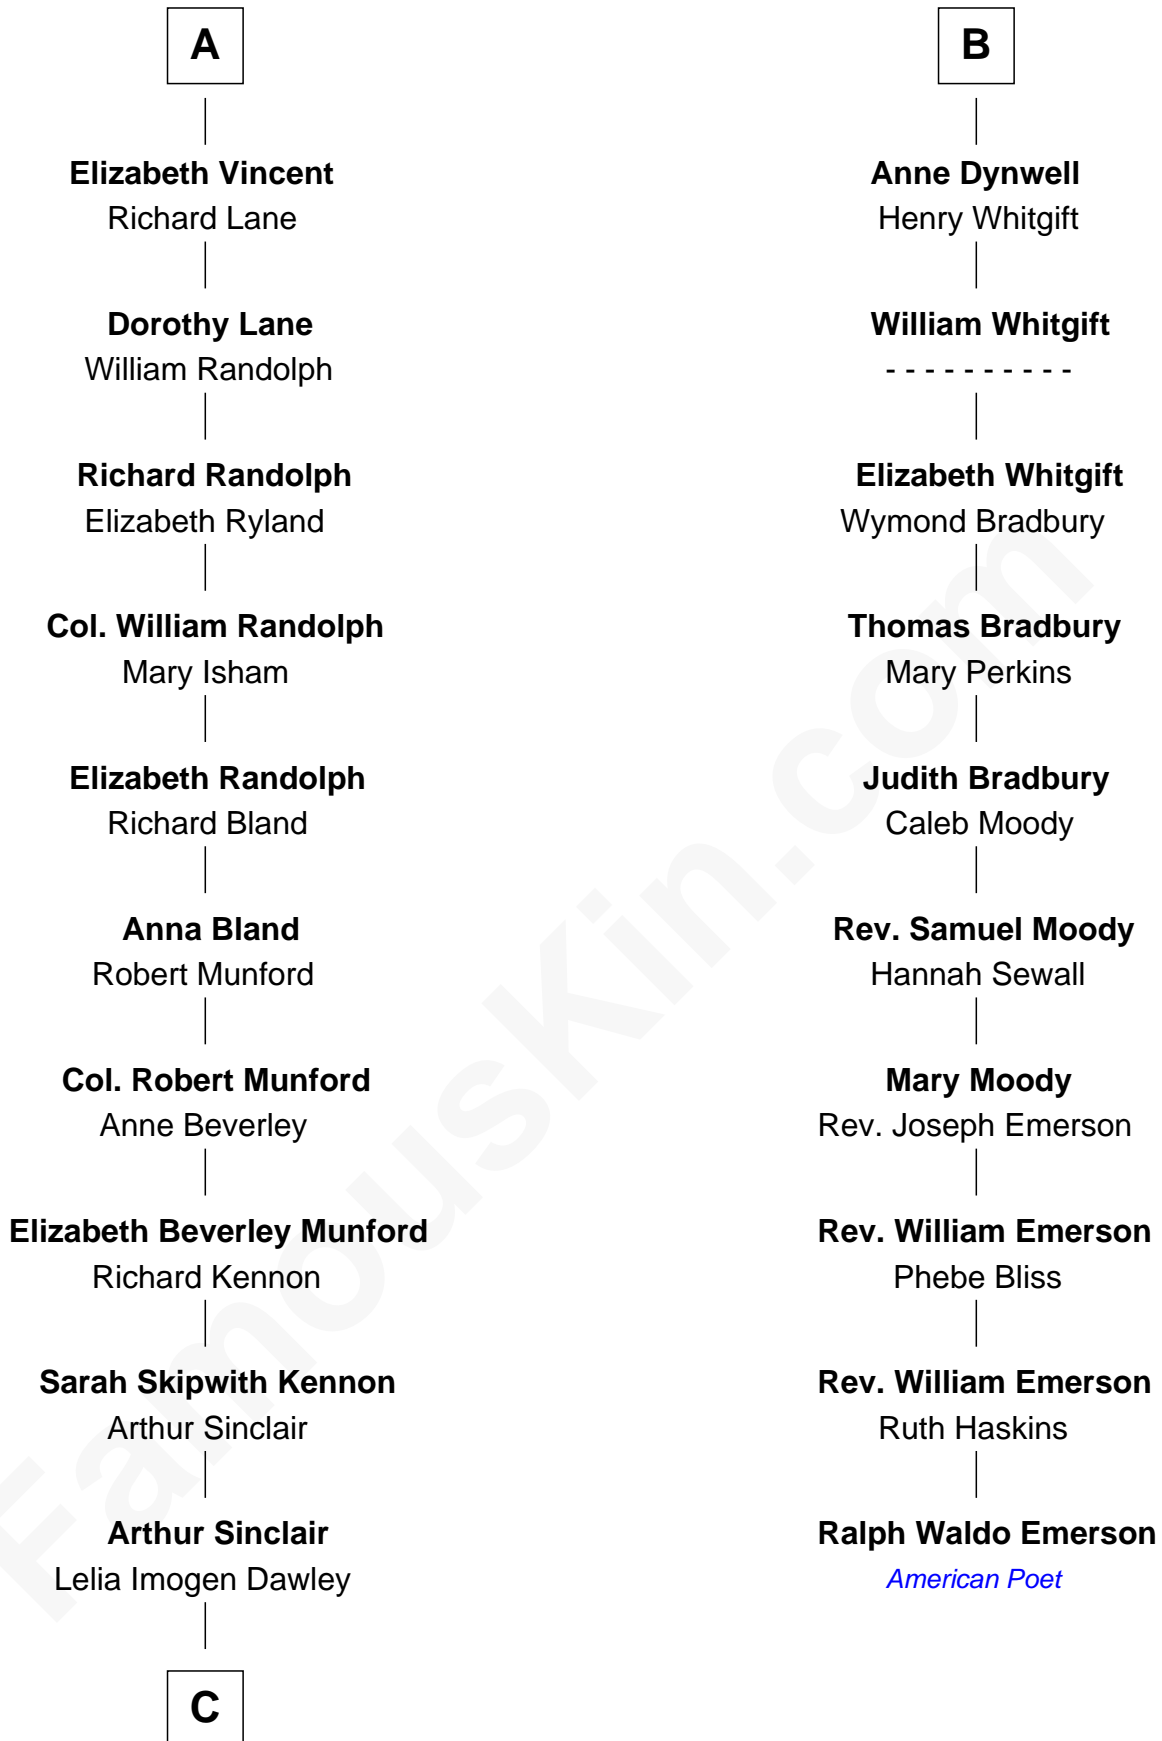 A
Elizabeth Vincent
Richard Lane
Dorothy Lane
William Randolph
Richard Randolph
Elizabeth Ryland
Col. William Randolph
Mary Isham
Elizabeth Randolph
Richard Bland
Anna Bland
Robert Munford
Col. Robert Munford
Anne Beverley
Elizabeth Beverley Munford
Richard Kennon
Sarah Skipwith Kennon
Arthur Sinclair
Arthur Sinclair
Lelia Imogen Dawley
C
B
Anne Dynwell
Henry Whitgift
William Whitgift
- - - - - - - - - -
Elizabeth Whitgift
Wymond Bradbury
Thomas Bradbury
Mary Perkins
Judith Bradbury
Caleb Moody
Rev. Samuel Moody
Hannah Sewall
Mary Moody
Rev. Joseph Emerson
Rev. William Emerson
Phebe Bliss
Rev. William Emerson
Ruth Haskins
Ralph Waldo Emerson
American Poet
FamousKin.com